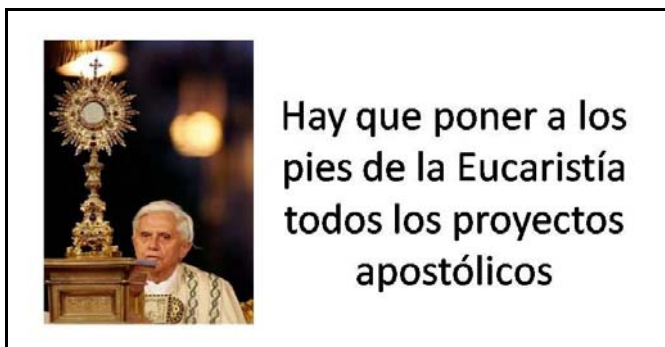 Hay que poner a los
pies de la Eucaristía
todos los proyectos
apostólicos